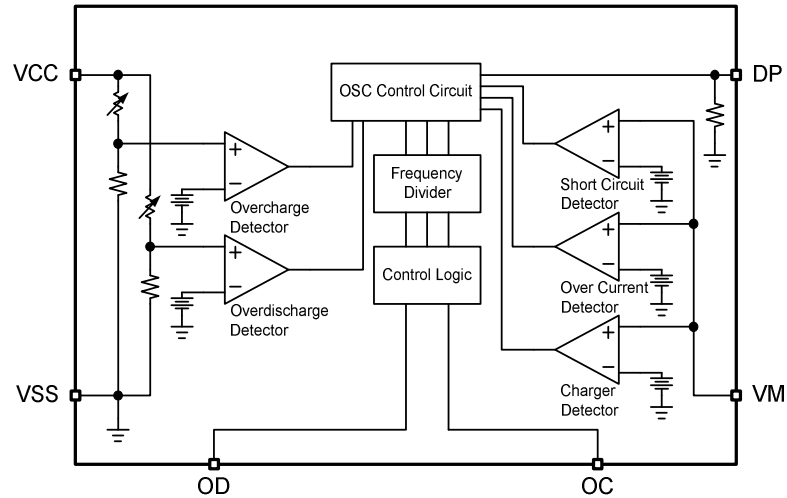 VCC
OSC Control Circuit
DP
+
−
Overcharge
Detector
Frequency
Divider
+
−
Short Circuit
Detector
+
−
Overdischarge
Detector
Control Logic
+
−
Over Current
Detector
+
−
Charger
Detector
VSS
VM
OD
OC